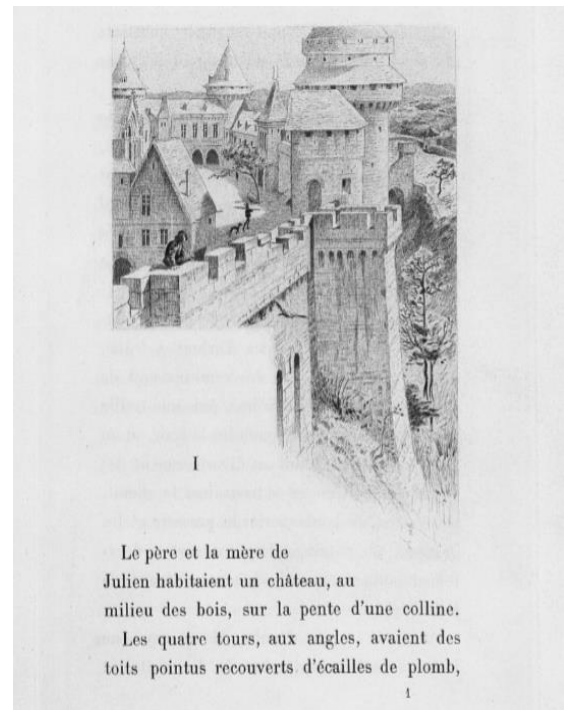 I
Le père et la mère de
Julien habitaient un château, au
milieu des bois, sur la pente d'une colline.
Les quatre tours, aux angles, avaient des
toits pointus recouverts d'écailles de plomb,
1